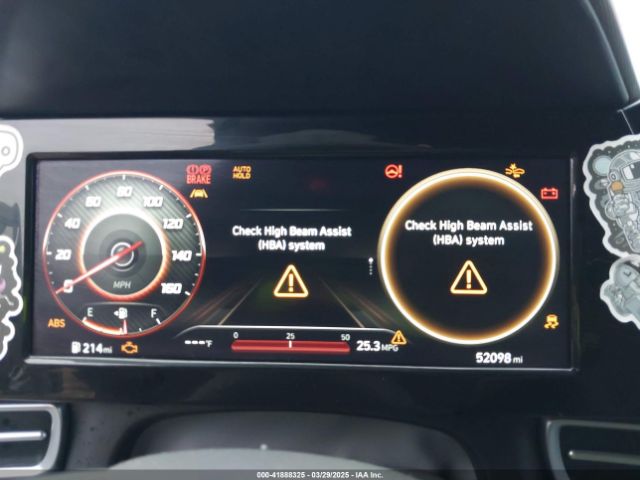 BRAKE
AUTO
HOLD
80
60
100
40
120
20
140
0
160
MPH
E
F
ABS
214mi
Check High Beam Assist
(HBA) system
Check High Beam Assist
(HBA) system
---°F
0
25
50
25.3 MPG
52098 mi
000-41888325 - 03/29/2025 - IAA Inc.